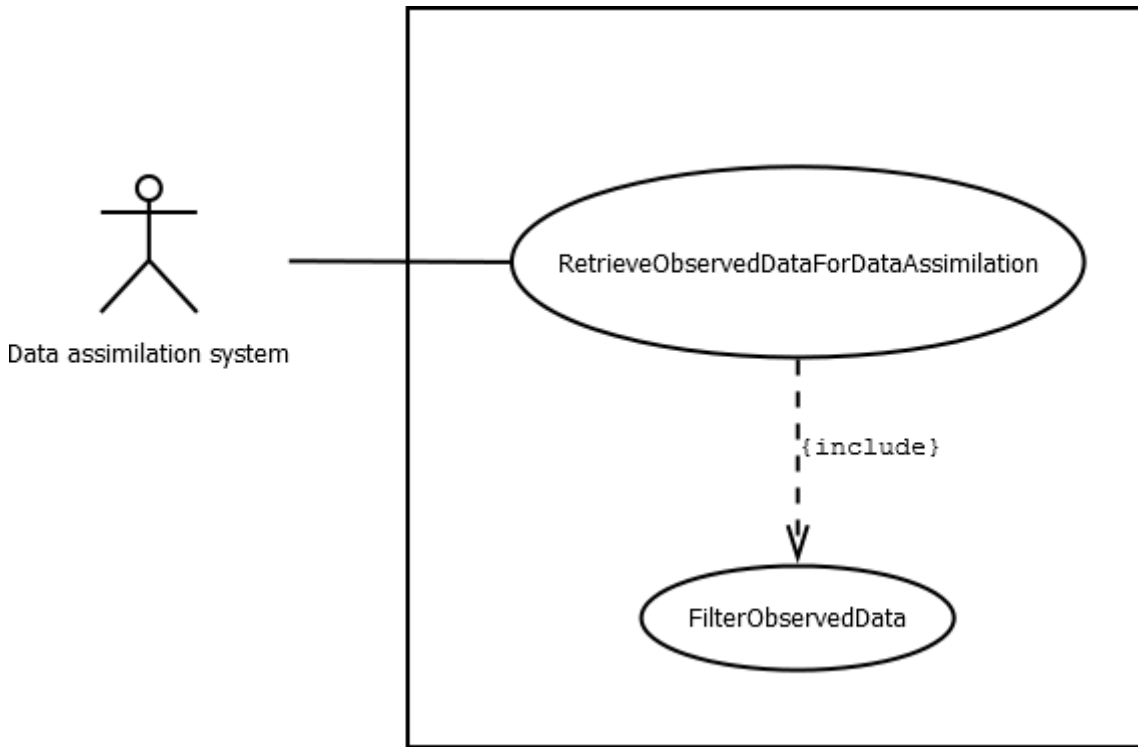 RetrieveObservedDataForDataAssimilation
Data assimilation system
{include}
FilterObservedData